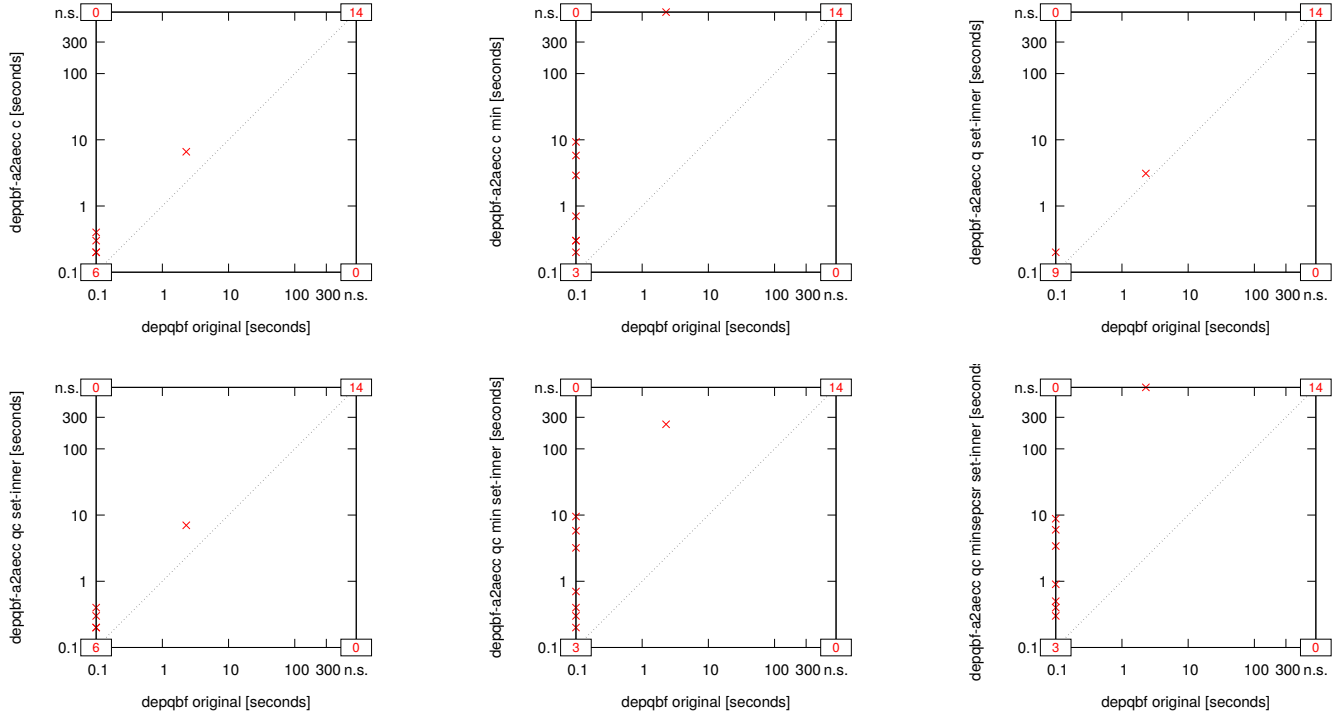 n.s. 0 14
300
100
10
1
0.1 6 0
0.1 1 10 100 300 n.s.
depqbf original [seconds]
depqbf-a2aecc c [seconds]
n.s. 0 14
300
100
10
1
0.1 3 0
0.1 1 10 100 300 n.s.
depqbf original [seconds]
depqbf-a2aecc c min [seconds]
n.s. 0 14
300
100
10
1
0.1 9 0
0.1 1 10 100 300 n.s.
depqbf original [seconds]
depqbf-a2aecc q set-inner [seconds]
n.s. 0 14
300
100
10
1
0.1 6 0
0.1 1 10 100 300 n.s.
depqbf original [seconds]
depqbf-a2aecc qc set-inner [seconds]
n.s. 0 14
300
100
10
1
0.1 3 0
0.1 1 10 100 300 n.s.
depqbf original [seconds]
depqbf-a2aecc qc min set-inner [seconds]
n.s. 0 14
300
100
10
1
0.1 3 0
0.1 1 10 100 300 n.s.
depqbf original [seconds]
depqbf-a2aecc qc minsepcsr set-inner